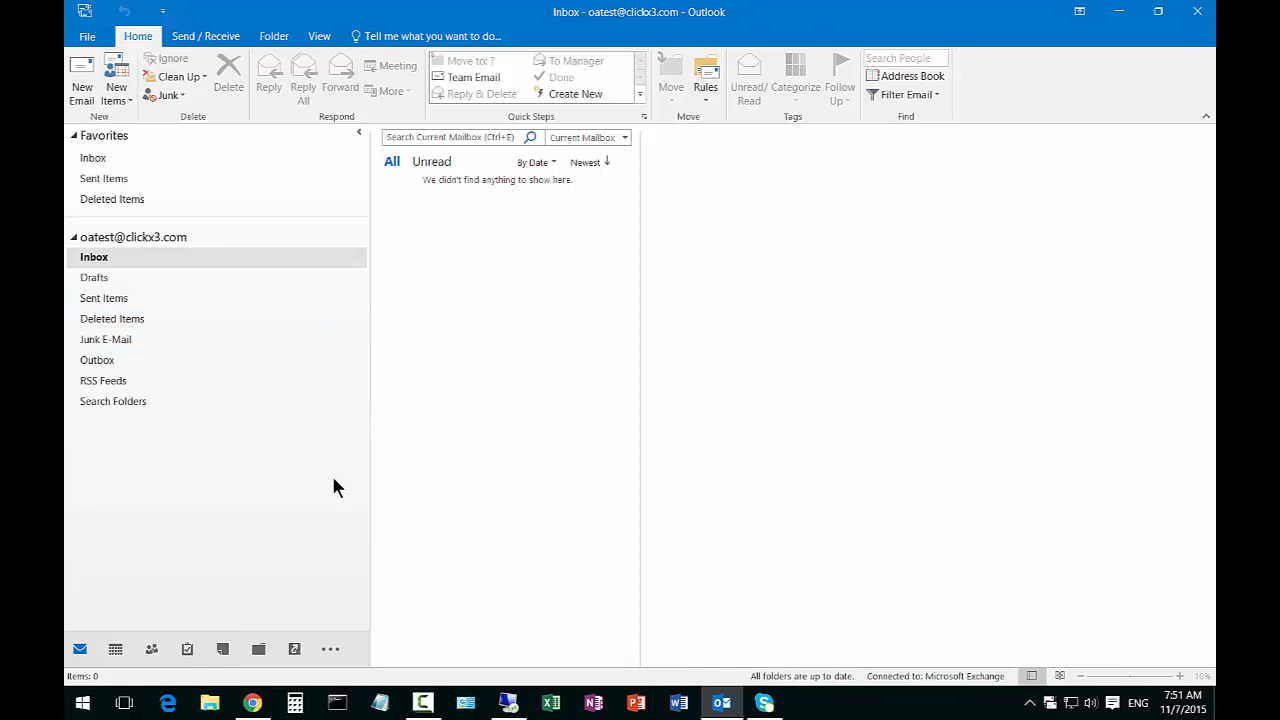 Inbox - oatest@clickx3.com - Outlook
File Home Send / Receive Folder View Tell me what you want to do...
New Email
New Items
New
Ignore
Clean Up
Junk
Delete
Delete
Reply
Reply All
Forward
Meeting
More
Respond
Move to: ?
Team Email
Reply & Delete
To Manager
Done
Create New
Quick Steps
Move
Rules
Move
Unread/ Read
Categorize
Follow Up
Tags
Search People
Address Book
Filter Email
Find
Favorites
Inbox
Sent Items
Deleted Items
oatest@clickx3.com
Inbox
Drafts
Sent Items
Deleted Items
Junk E-Mail
Outbox
RSS Feeds
Search Folders
Search Current Mailbox (Ctrl+E) Current Mailbox
All Unread By Date Newest
We didn't find anything to show here.
Items: 0 All folders are up to date. Connected to: Microsoft Exchange 10%
ENG 7:51 AM
11/7/2015